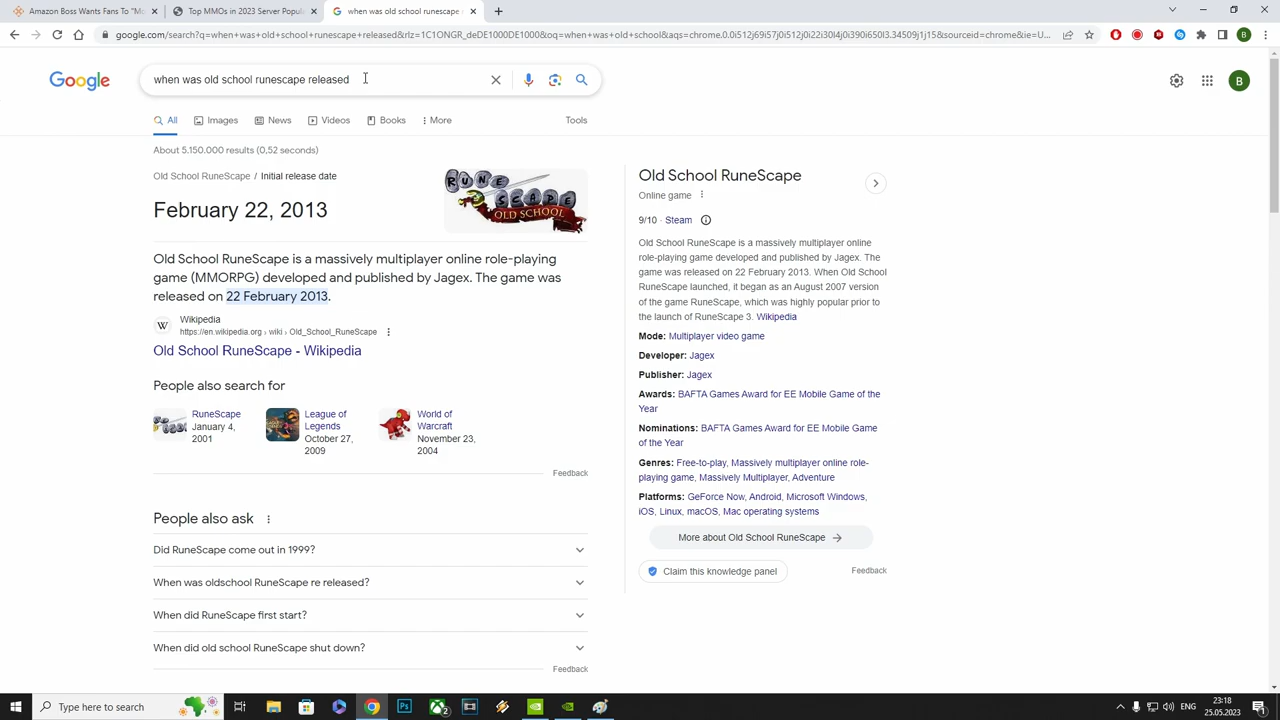 Amazon Boss Wants Fans To "Mo
Top MMOs in 2023 Server Popul
when was old school runescape
google.com/search?q=when+was+old+school+runescape+released&rlz=1C1ONGR_deDE1000DE1000&oq=when+was+old+school+&aqs=chrome.0.0i512j69i57j0i512j0i22i30l4j0i390i650l3.34509j1j15&sourceid=chrome&ie=U...
B
Google
when was old school runescape released
B
All
Images
News
Videos
Books
More
Tools
About 5.150.000 results (0,52 seconds)
Old School RuneScape / Initial release date
February 22, 2013
RUNE
SCAPE
OLD SCHOOL
Old School RuneScape is a massively multiplayer online role-playing
game (MMORPG) developed and published by Jagex. The game was
released on 22 February 2013.
W
Wikipedia
https://en.wikipedia.org › wiki › Old_School_RuneScape
Old School RuneScape - Wikipedia
People also search for
RuneScape
January 4,
2001
League of
Legends
October 27,
2009
World of
Warcraft
November 23,
2004
Feedback
People also ask
Did RuneScape come out in 1999?
When was oldschool RuneScape re released?
When did RuneScape first start?
When did old school RuneScape shut down?
Feedback
Old School RuneScape
Online game
9/10 · Steam
Old School RuneScape is a massively multiplayer online
role-playing game developed and published by Jagex. The
game was released on 22 February 2013. When Old School
RuneScape launched, it began as an August 2007 version
of the game RuneScape, which was highly popular prior to
the launch of RuneScape 3. Wikipedia
Mode: Multiplayer video game
Developer: Jagex
Publisher: Jagex
Awards: BAFTA Games Award for EE Mobile Game of the
Year
Nominations: BAFTA Games Award for EE Mobile Game
of the Year
Genres: Free-to-play, Massively multiplayer online role-
playing game, Massively Multiplayer, Adventure
Platforms: GeForce Now, Android, Microsoft Windows,
iOS, Linux, macOS, Mac operating systems
More about Old School RuneScape
Claim this knowledge panel
Feedback
Type here to search
Ps
2
ENG
23:18
25.05.2023